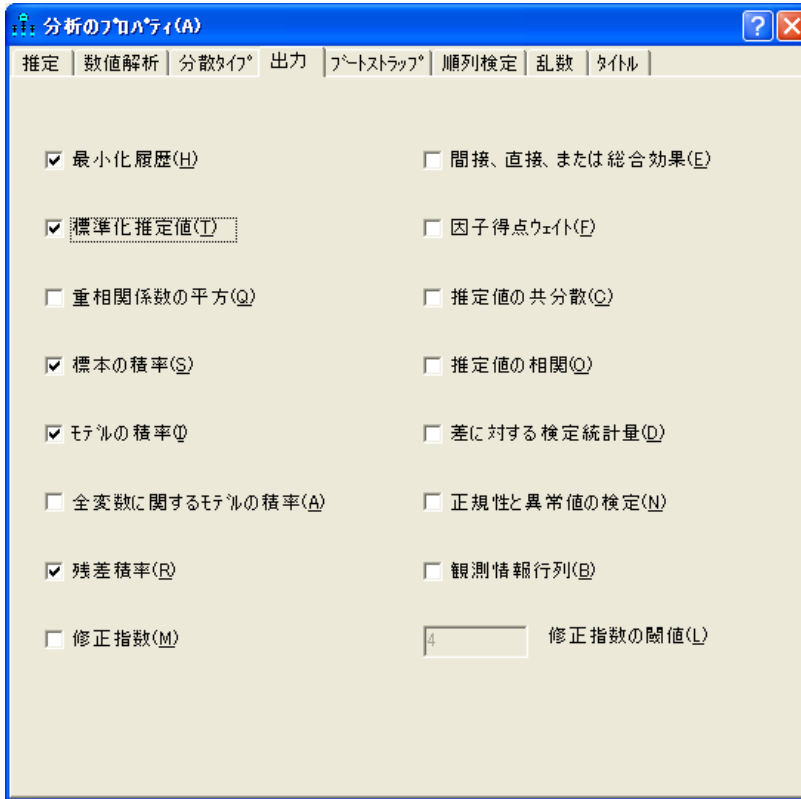 分析のプロパティ(A)
推定 数値解析 分散タイプ 出力 ブートストラップ 順列検定 乱数 タイトル
最小化履歴(H)
間接、直接、または総合効果(E)
標準化推定値(T)
因子得点ウェイト(F)
重相関係数の平方(Q)
推定値の共分散(C)
標本の積率(S)
推定値の相関(O)
モデルの積率(I)
差に対する検定統計量(D)
全変数に関するモデルの積率(A)
正規性と異常値の検定(N)
残差積率(R)
観測情報行列(B)
修正指数(M)
4 修正指数の閾値(L)